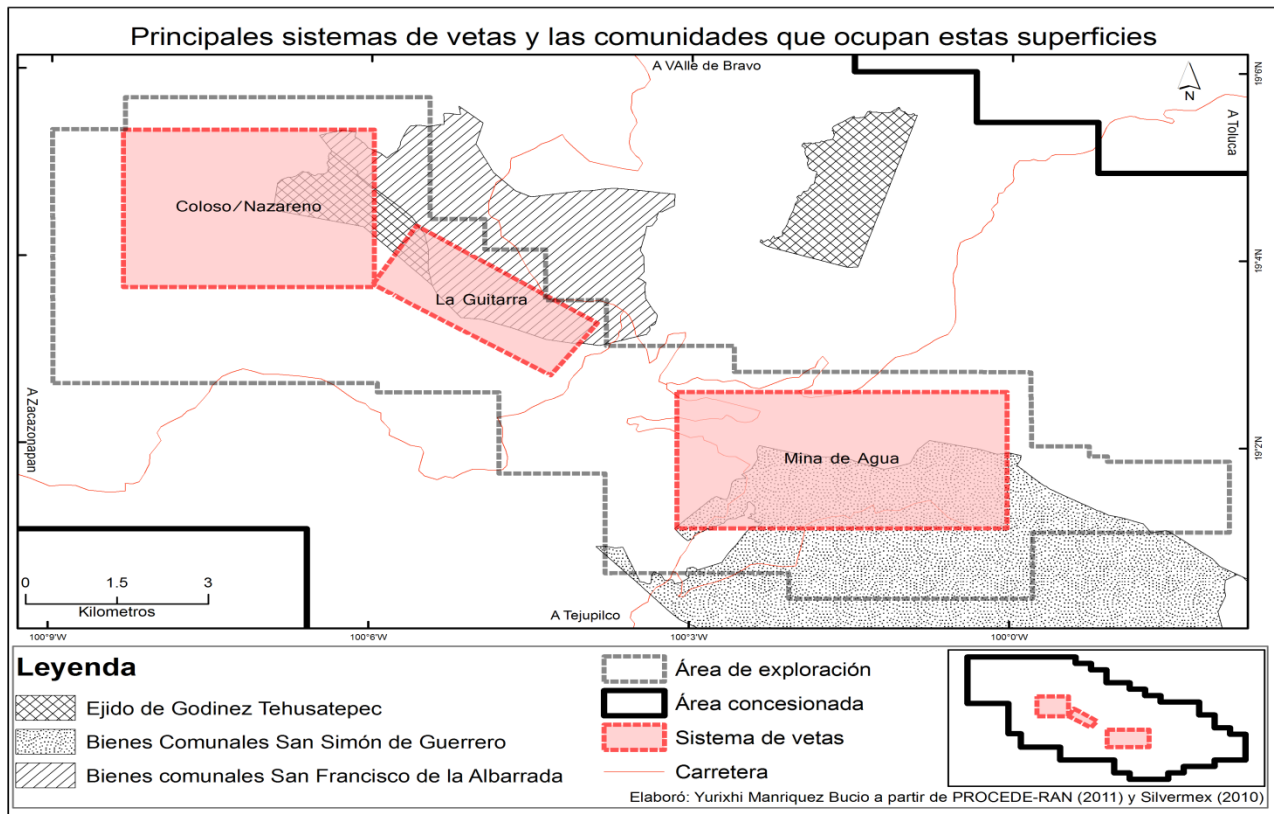 Principales sistemas de vetas y las comunidades que ocupan estas superficies
A VAlle de Bravo
N
19°6'N
A Toluca
Coloso/Nazareno
19°4'N
La Guitarra
A Zacazonapan
Mina de Agua
19°2'N
0 1.5 3
Kilometros
A Tejupilco
100°9'W 100°6'W 100°3'W 100°0'W
Leyenda
Ejido de Godinez Tehusatepec
Bienes Comunales San Simón de Guerrero
Bienes comunales San Francisco de la Albarrada
Área de exploración
Área concesionada
Sistema de vetas
Carretera
Elaboró: Yurixhi Manriquez Bucio a partir de PROCEDE-RAN (2011) y Silvermex (2010)